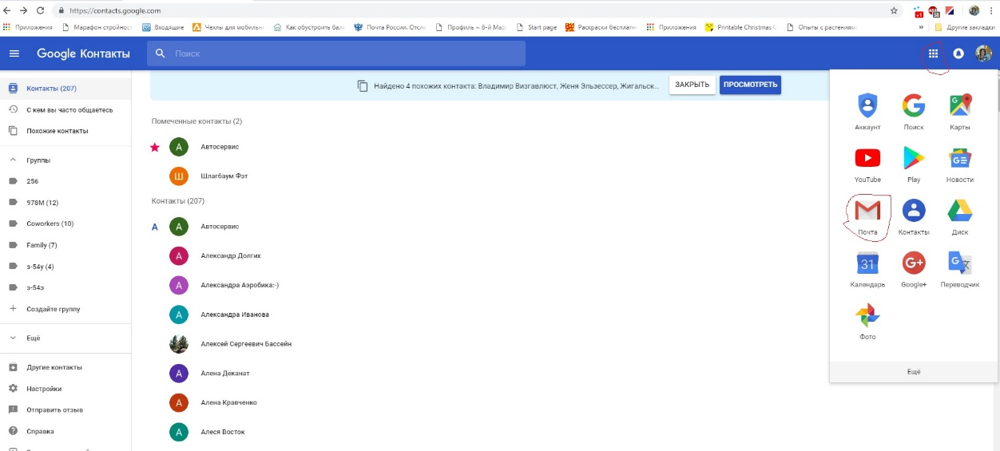 https://contacts.google.com
+1
58
Приложения
Марафон стройност
Входящие
Чехлы для мобильн
Как обустроить бал
Почта России. Отсле
Профиль ~ 6-й Мар
Start page
Раскраски бесплатн
Приложения
Printable Christmas C
Опыты с растениями
»
Другие закладки
Google Контакты
Поиск
Контакты (207)
С кем вы часто общаетесь
Похожие контакты
Группы
256
978M (12)
Coworkers (10)
Family (7)
з-54у (4)
з-54э
Создайте группу
Ещё
Другие контакты
Настройки
Отправить отзыв
Справка
Найдено 4 похожих контакта: Владимир Визгавлюст, Женя Эльзессер, Жигальск...
ЗАКРЫТЬ
ПРОСМОТРЕТЬ
Помеченные контакты (2)
А Автосервис
Ш Шлагбаум Фэт
Контакты (207)
А А Автосервис
А Александр Долгих
А Александра Аэробика:-)
А Александра Иванова
Алексей Сергеевич Бассейн
А Алена Деканат
А Алена Кравченко
А Алеся Восток
Аккаунт
Поиск
Карты
YouTube
Play
Новости
Почта
Контакты
Диск
31
Календарь
G+
Google+
Переводчик
Фото
Ещё